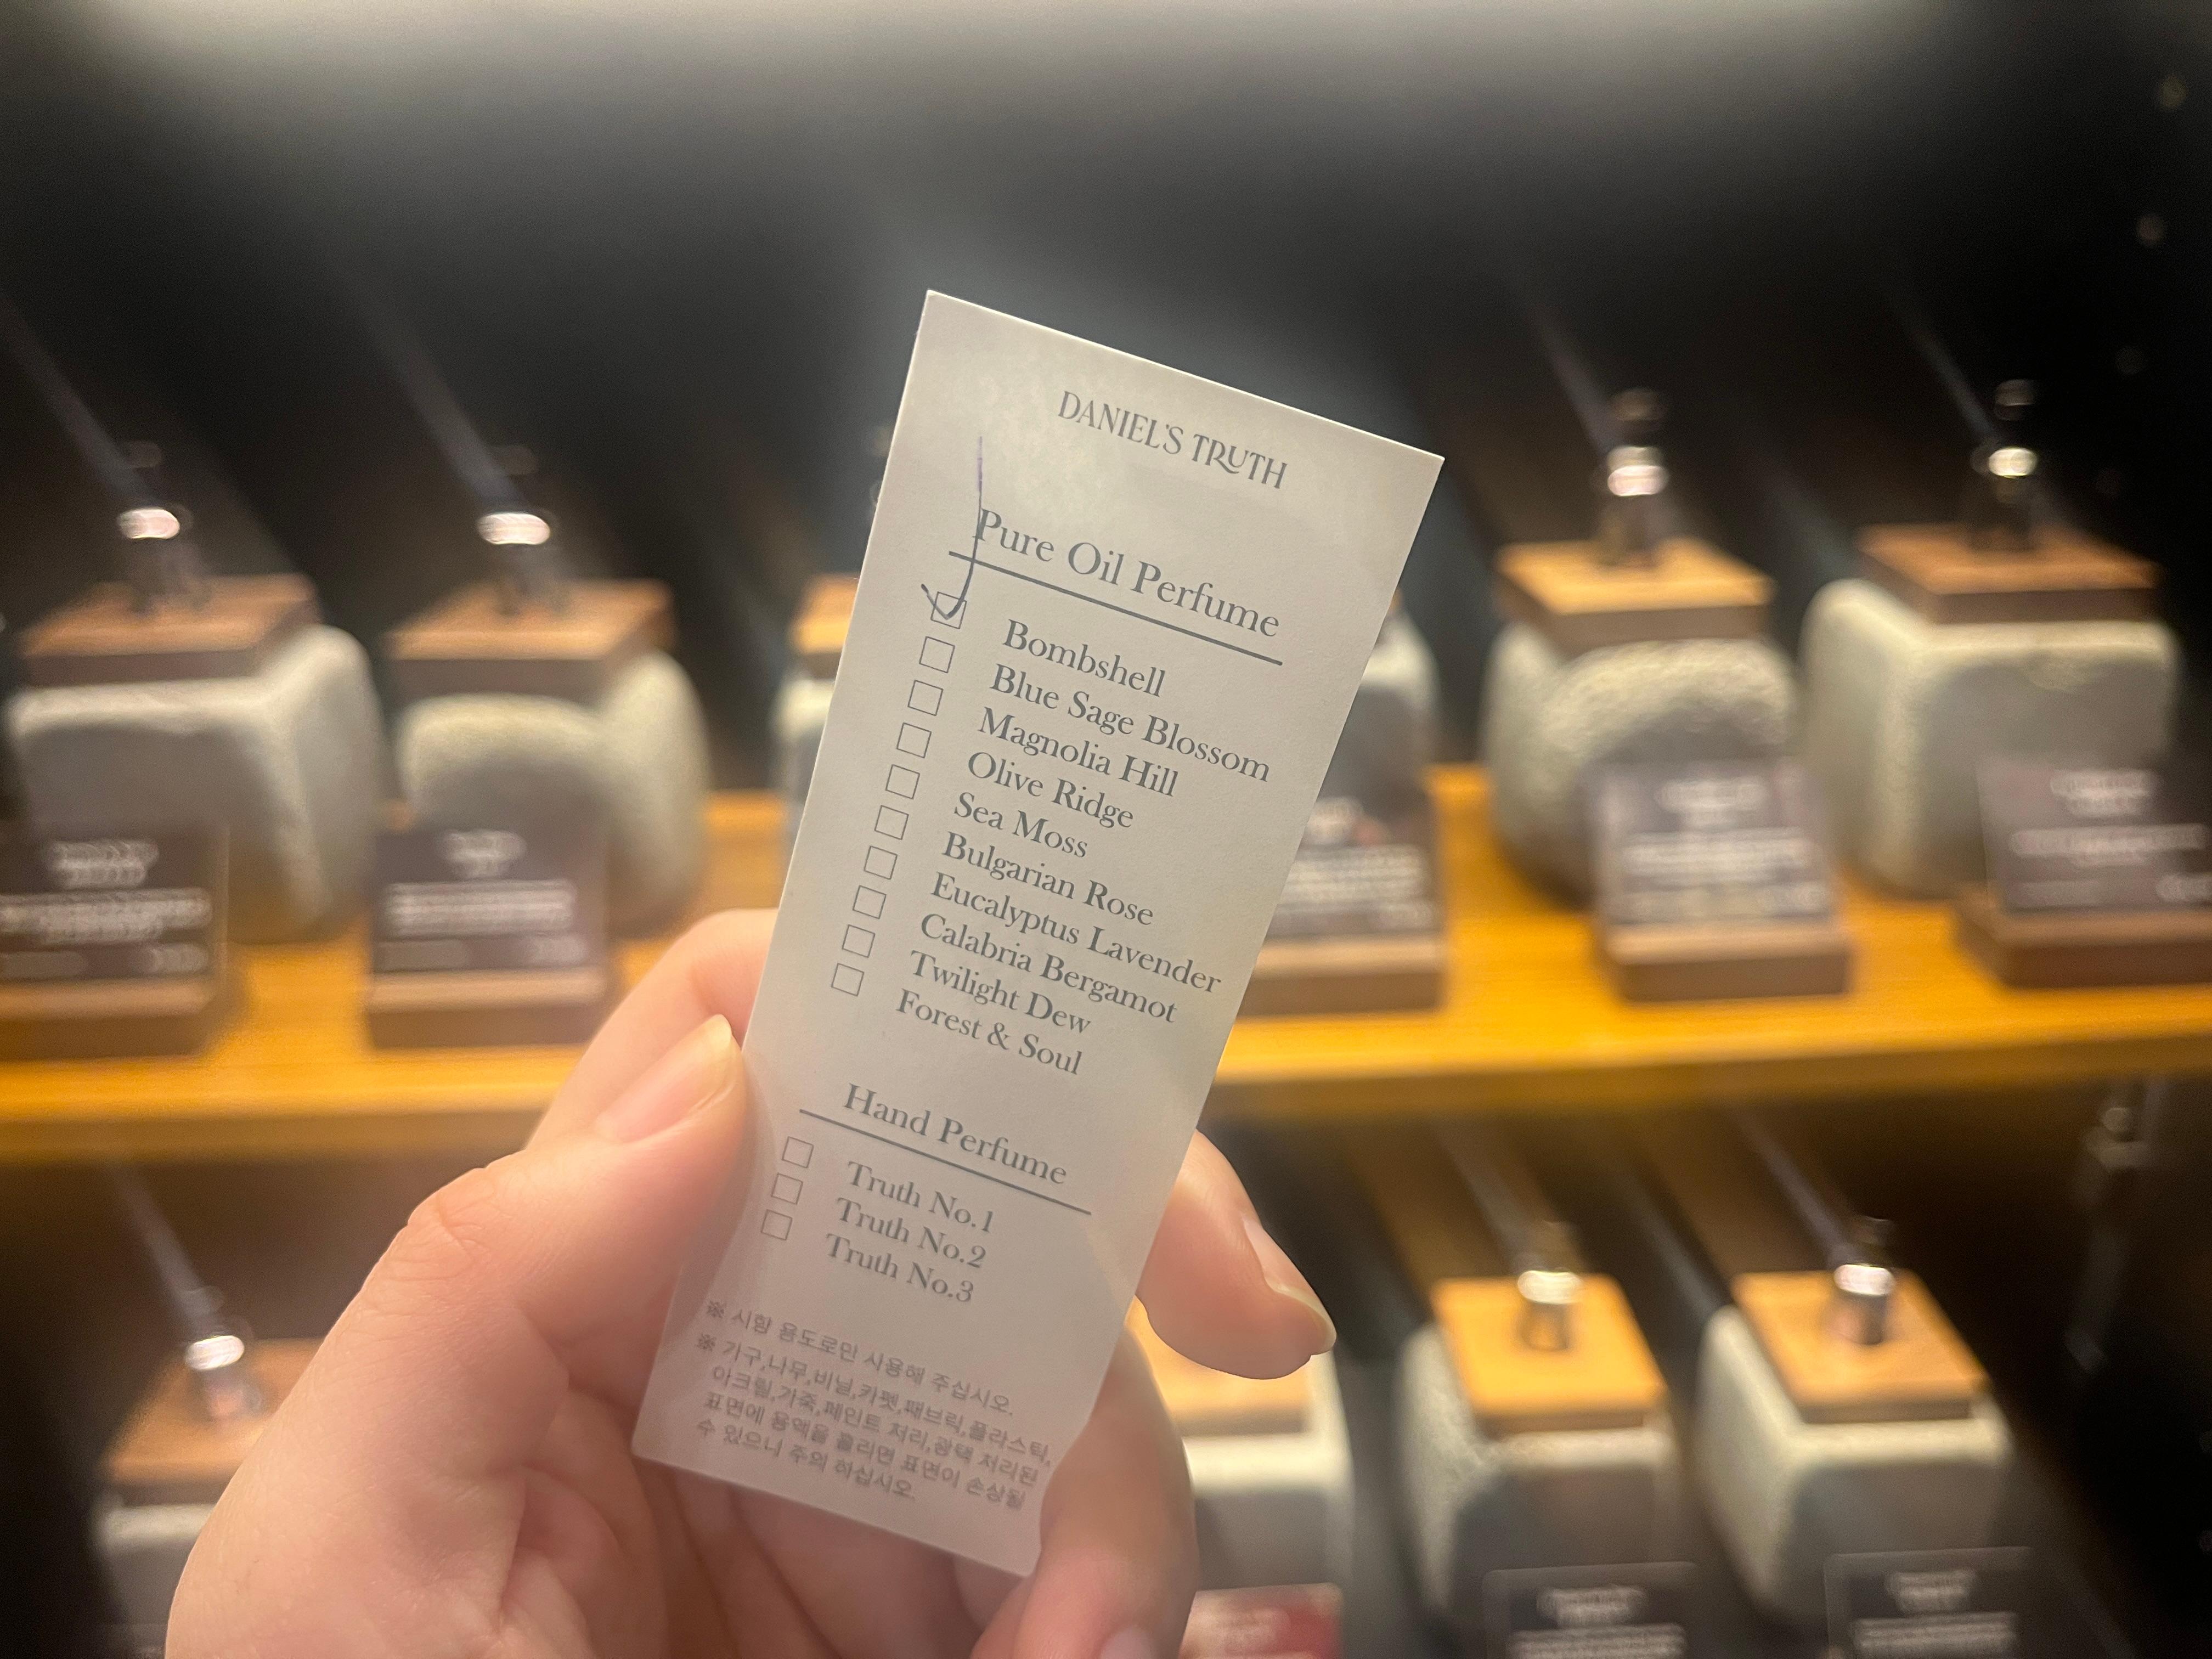 DANIEL'S TRUTH
Pure Oil Perfume
Bombshell
Blue Sage Blossom
Magnolia Hill
Olive Ridge
Sea Moss
Bulgarian Rose
Eucalyptus Lavender
Calabria Bergamot
Twilight Dew
Forest & Soul
Hand Perfume
Truth No.1
Truth No.2
Truth No.3
※ 시향 용도로만 사용해 주십시오.
※ 가구,나무,비닐,카펫,패브릭,플라스틱,
아크릴,가죽,페인트 처리,광택 처리된
표면에 용액을 흘리면 표면이 손상될
수 있으니 주의 하십시오.